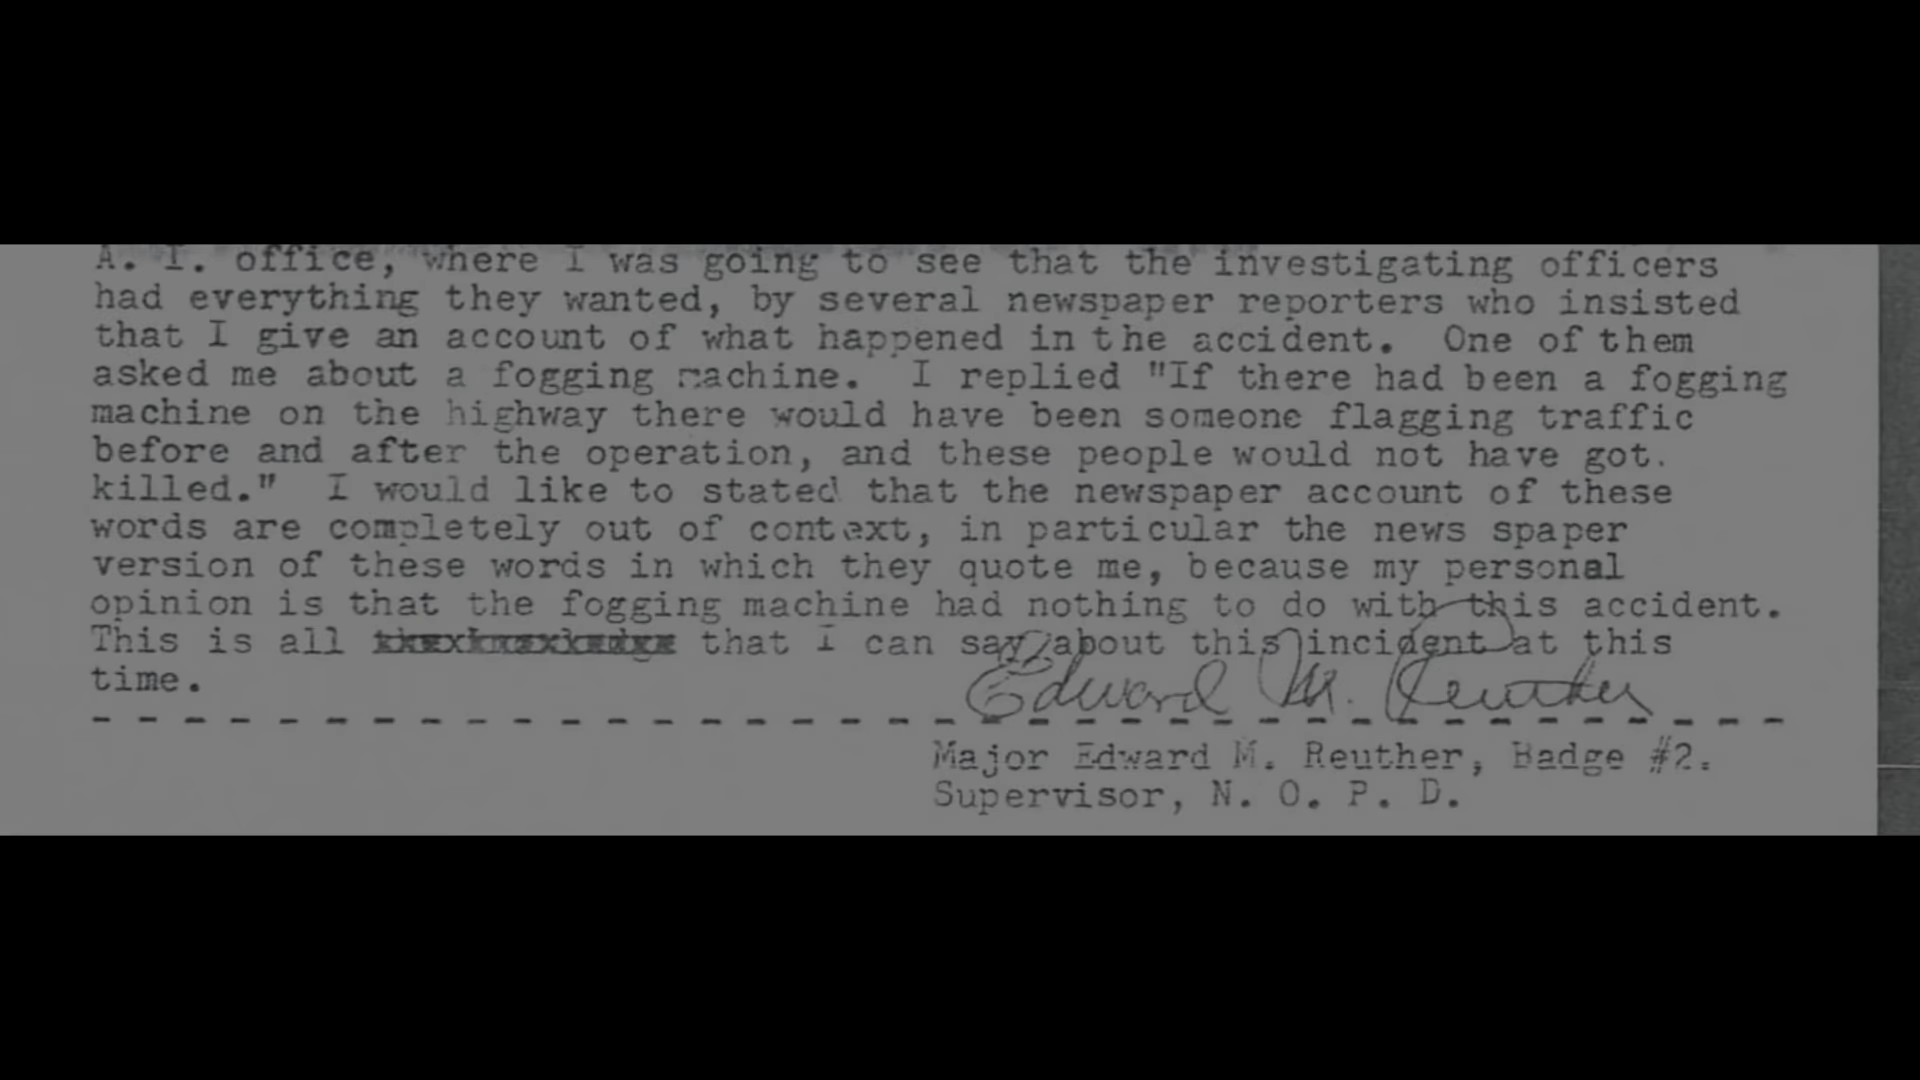 A. I. office, where I was going to see that the investigating officers
had everything they wanted, by several newspaper reporters who insisted
that I give an account of what happened in the accident. One of them
asked me about a fogging machine. I replied "If there had been a fogging
machine on the highway there would have been someone flagging traffic
before and after the operation, and these people would not have got.
killed." I would like to stated that the newspaper account of these
words are completely out of context, in particular the news spaper
version of these words in which they quote me, because my personal
opinion is that the fogging machine had nothing to do with this accident.
This is all that I can say about this incident at this
time.
Edward M. Reuther
Major Edward M. Reuther, Badge #2.
Supervisor, N. O. P. D.